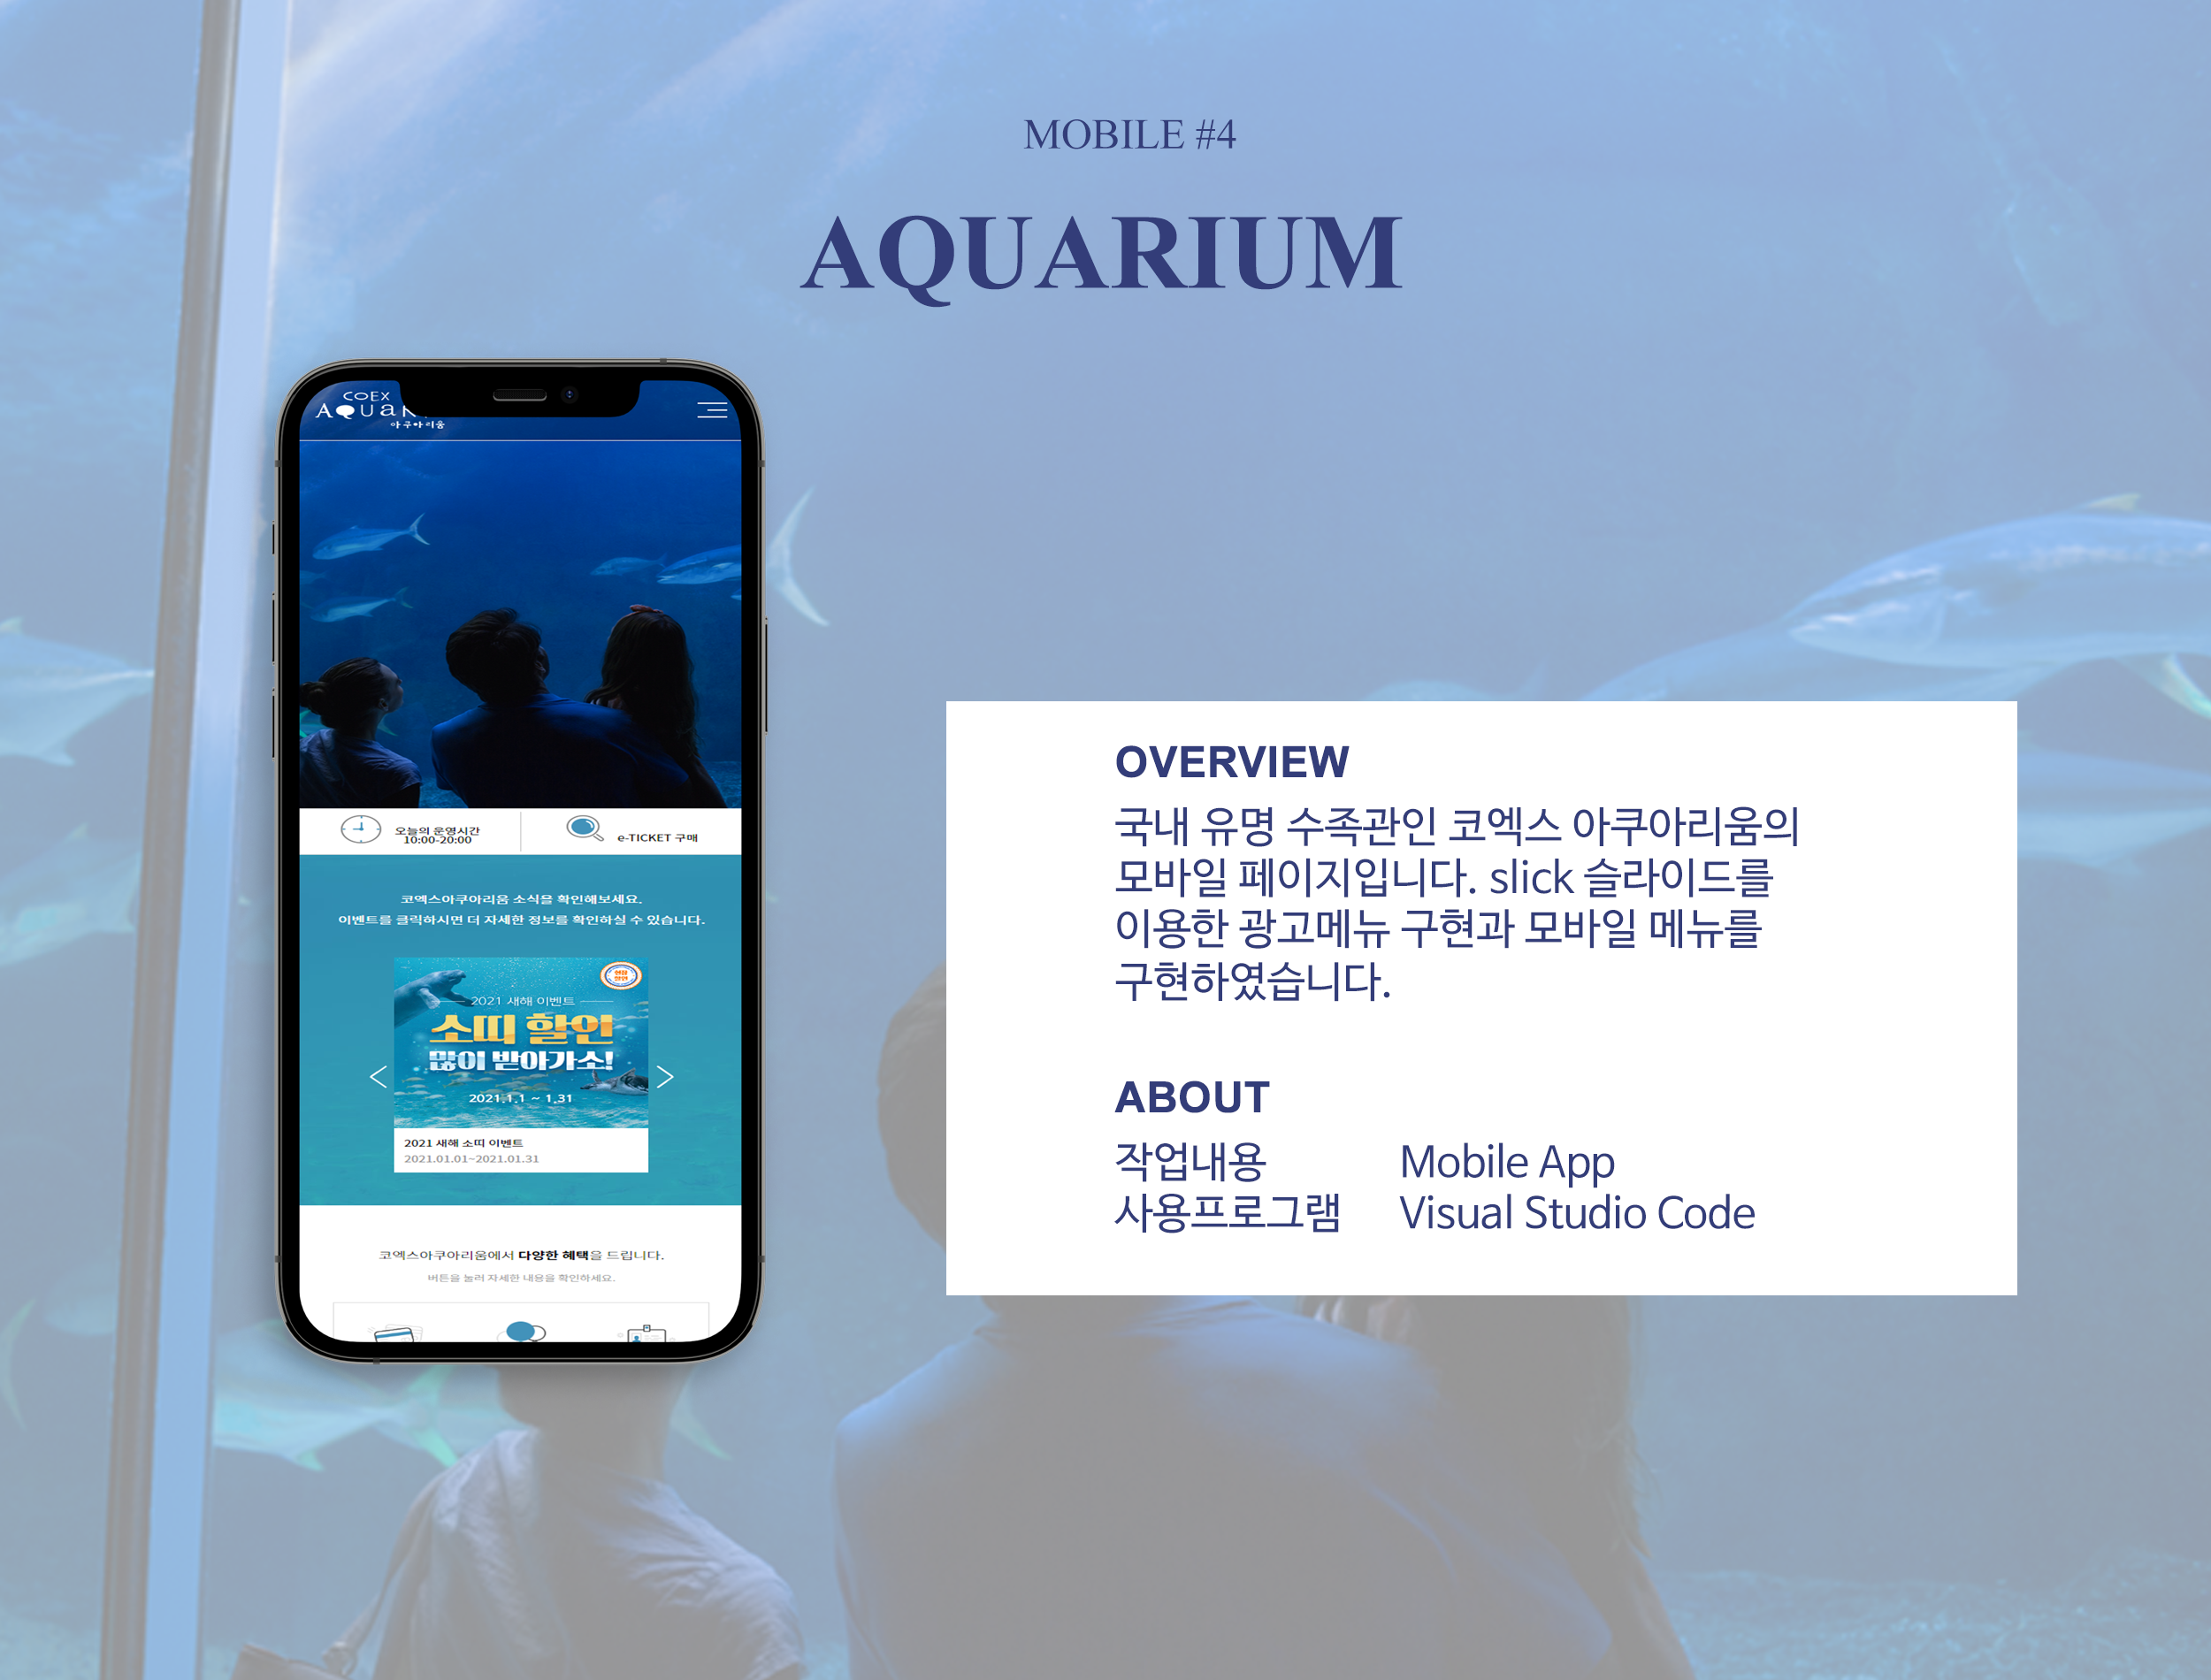 MOBILE #4
AQUARIUM
COEX
아쿠아리움
오늘의 운영시간
10:00-20:00
e-TICKET 구매
코엑스아쿠아리움 소식을 확인해보세요.
이벤트를 클릭하시면 더 자세한 정보를 확인하실 수 있습니다.
2021 새해 이벤트
소띠 할인
많이 받아가소!
2021.1.1 ~ 1.31
2021 새해 소띠 이벤트
2021.01.01~2021.01.31
코엑스아쿠아리움에서 다양한 혜택을 드립니다.
버튼을 눌러 자세한 내용을 확인하세요.
OVERVIEW
국내 유명 수족관인 코엑스 아쿠아리움의
모바일 페이지입니다. slick 슬라이드를
이용한 광고메뉴 구현과 모바일 메뉴를
구현하였습니다.
ABOUT
작업내용 Mobile App
사용프로그램 Visual Studio Code